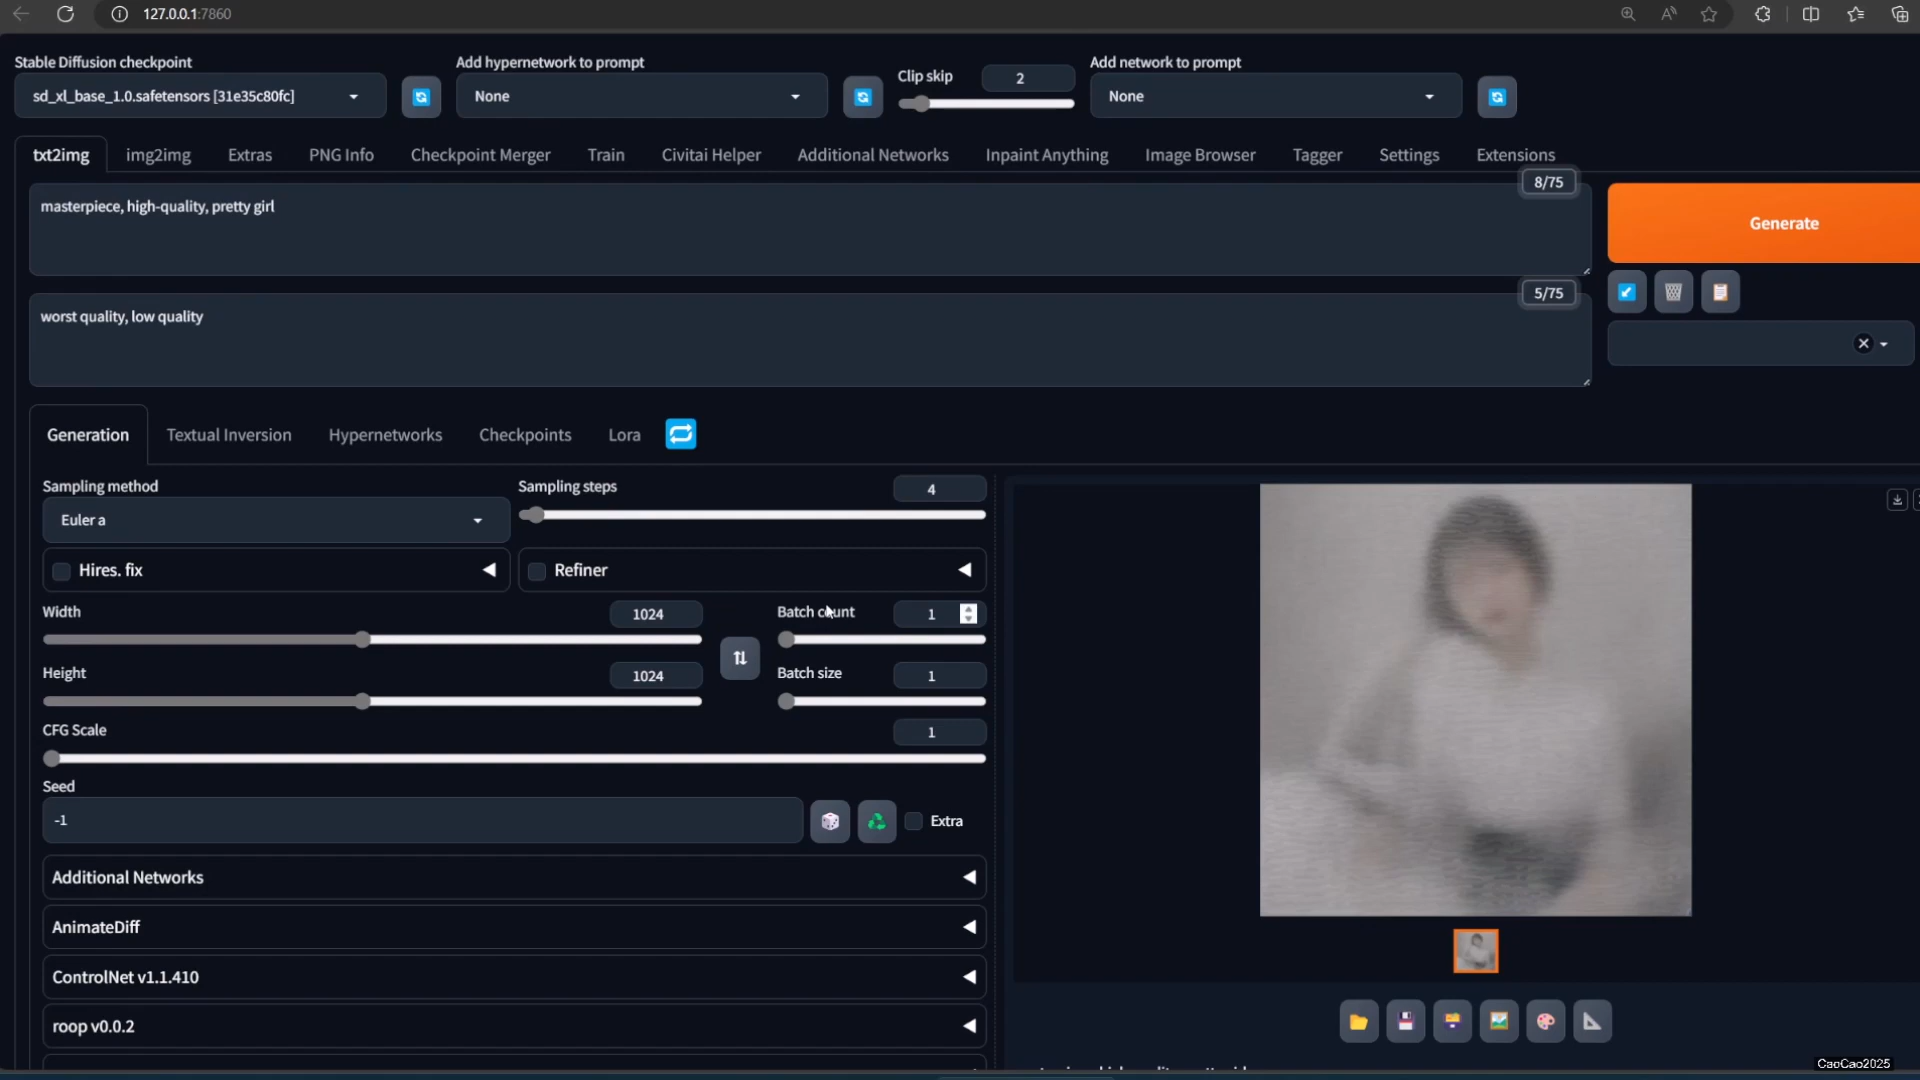 127.0.0.1:7860
Stable Diffusion checkpoint
Add hypernetwork to prompt
Clip skip
2
Add network to prompt
sd_xl_base_1.0.safetensors [31e35c80fc]
None
None
txt2img
img2img
Extras
PNG Info
Checkpoint Merger
Train
Civitai Helper
Additional Networks
Inpaint Anything
Image Browser
Tagger
Settings
Extensions
8/75
masterpiece, high-quality, pretty girl
Generate
5/75
worst quality, low quality
Generation
Textual Inversion
Hypernetworks
Checkpoints
Lora
Sampling method
Sampling steps
4
Euler a
Hires. fix
Refiner
Width
1024
Batch count
1
Height
1024
Batch size
1
CFG Scale
1
Seed
-1
Extra
Additional Networks
AnimateDiff
ControlNet v1.1.410
roop v0.0.2
CaoCao2025